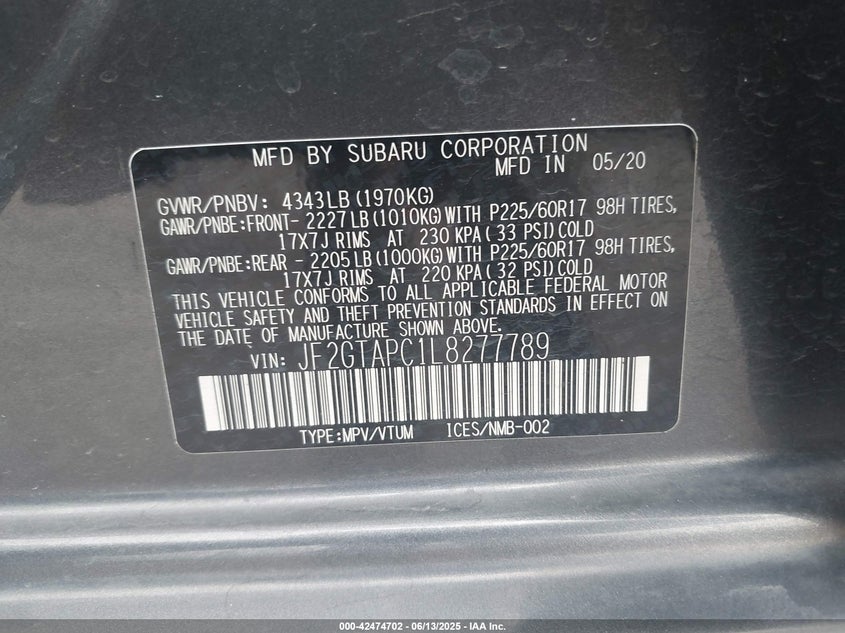 MFD BY SUBARU CORPORATION
MFD IN 05/20
GVWR/PNBV: 4343LB(1970KG)
GAWR/PNBE:FRONT- 2227LB(1010KG)WITH P225/60R17 98H TIRES,
17X7J RIMS AT 230 KPA( 33 PSI)COLD
GAWR/PNBE:REAR - 2205LB(1000KG)WITH P225/60R17 98H TIRES,
17X7J RIMS AT 220 KPA( 32 PSI)COLD
THIS VEHICLE CONFORMS TO ALL APPLICABLE FEDERAL MOTOR
VEHICLE SAFETY AND THEFT PREVENTION STANDARDS IN EFFECT ON
THE DATE OF MANUFACTURE SHOWN ABOVE.
VIN: JF2GTAPC1L8277789
TYPE:MPV/VTUM ICES/NMB-002
000-42474702 - 06/13/2025 - IAA Inc.